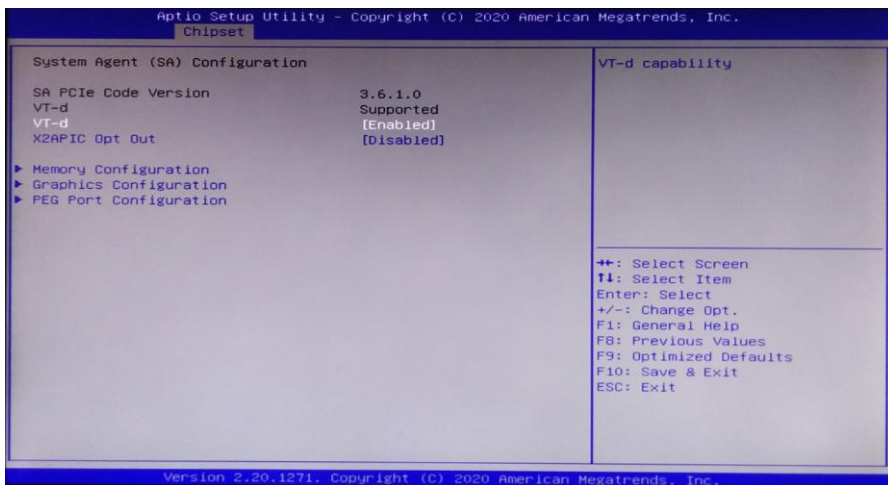 Aptio Setup Utility - Copyright (C) 2020 American Megatrends, Inc.
Chipset
System Agent (SA) Configuration
SA PCIe Code Version 3.6.1.0
VT-d Supported
VT-d [Enabled]
X2APIC Opt Out [Disabled]
▶ Memory Configuration
▶ Graphics Configuration
▶ PEG Port Configuration
VT-d capability
→←: Select Screen
↑↓: Select Item
Enter: Select
+/-: Change Opt.
F1: General Help
F8: Previous Values
F9: Optimized Defaults
F10: Save & Exit
ESC: Exit
Version 2.20.1271. Copyright (C) 2020 American Megatrends, Inc.